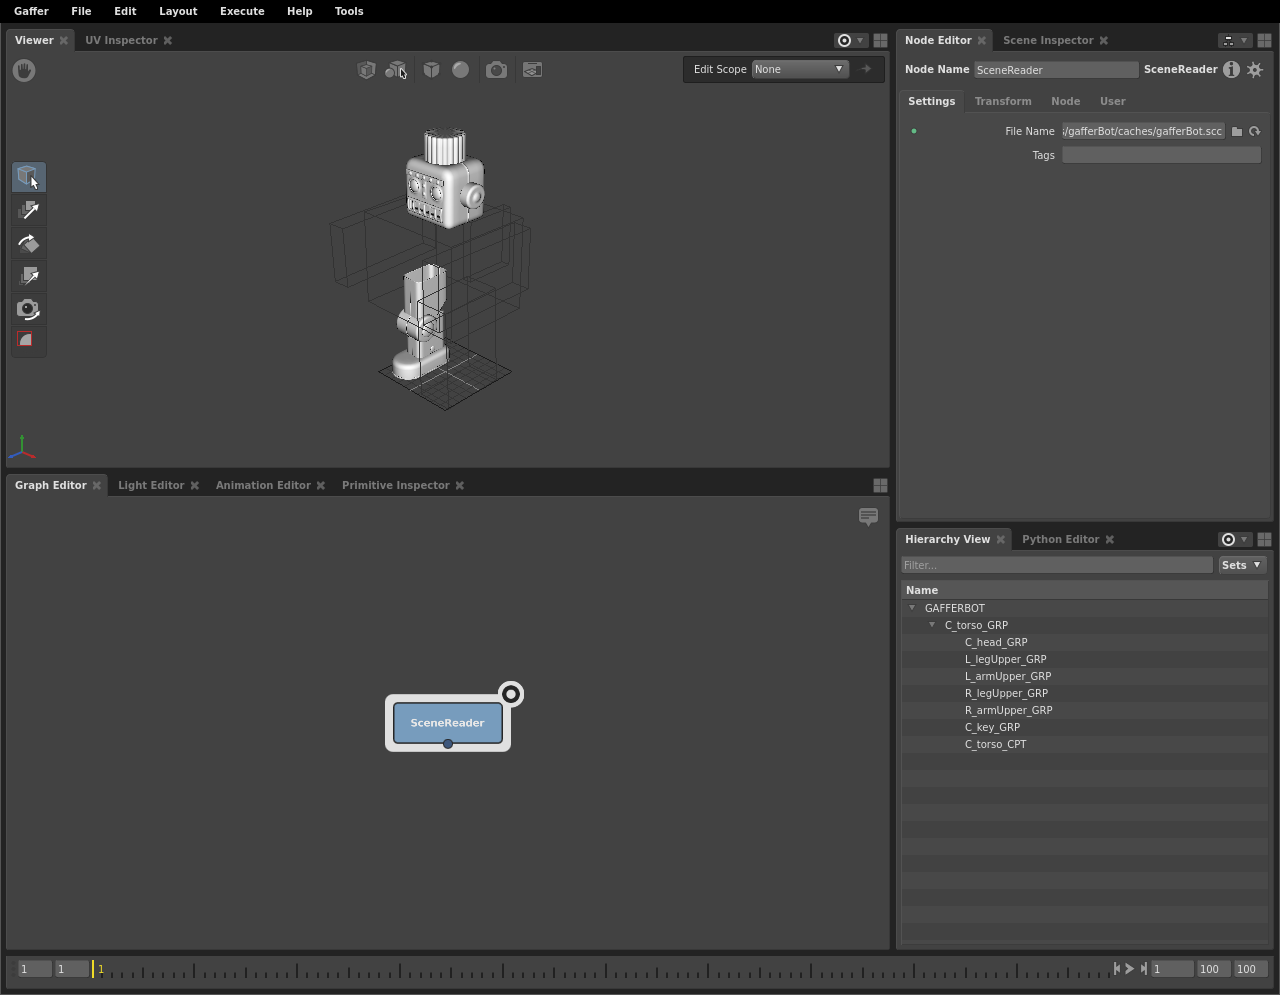 Gaffer File Edit Layout Execute Help Tools
Viewer UV Inspector
Edit Scope None
Graph Editor Light Editor Animation Editor Primitive Inspector
SceneReader
Node Editor Scene Inspector
Node Name SceneReader SceneReader
Settings Transform Node User
File Name /gafferBot/caches/gafferBot.scc
Tags
Hierarchy View Python Editor
Filter... Sets
Name
GAFFERBOT
C_torso_GRP
C_head_GRP
L_legUpper_GRP
L_armUpper_GRP
R_legUpper_GRP
R_armUpper_GRP
C_key_GRP
C_torso_CPT
1 1 1 1 100 100